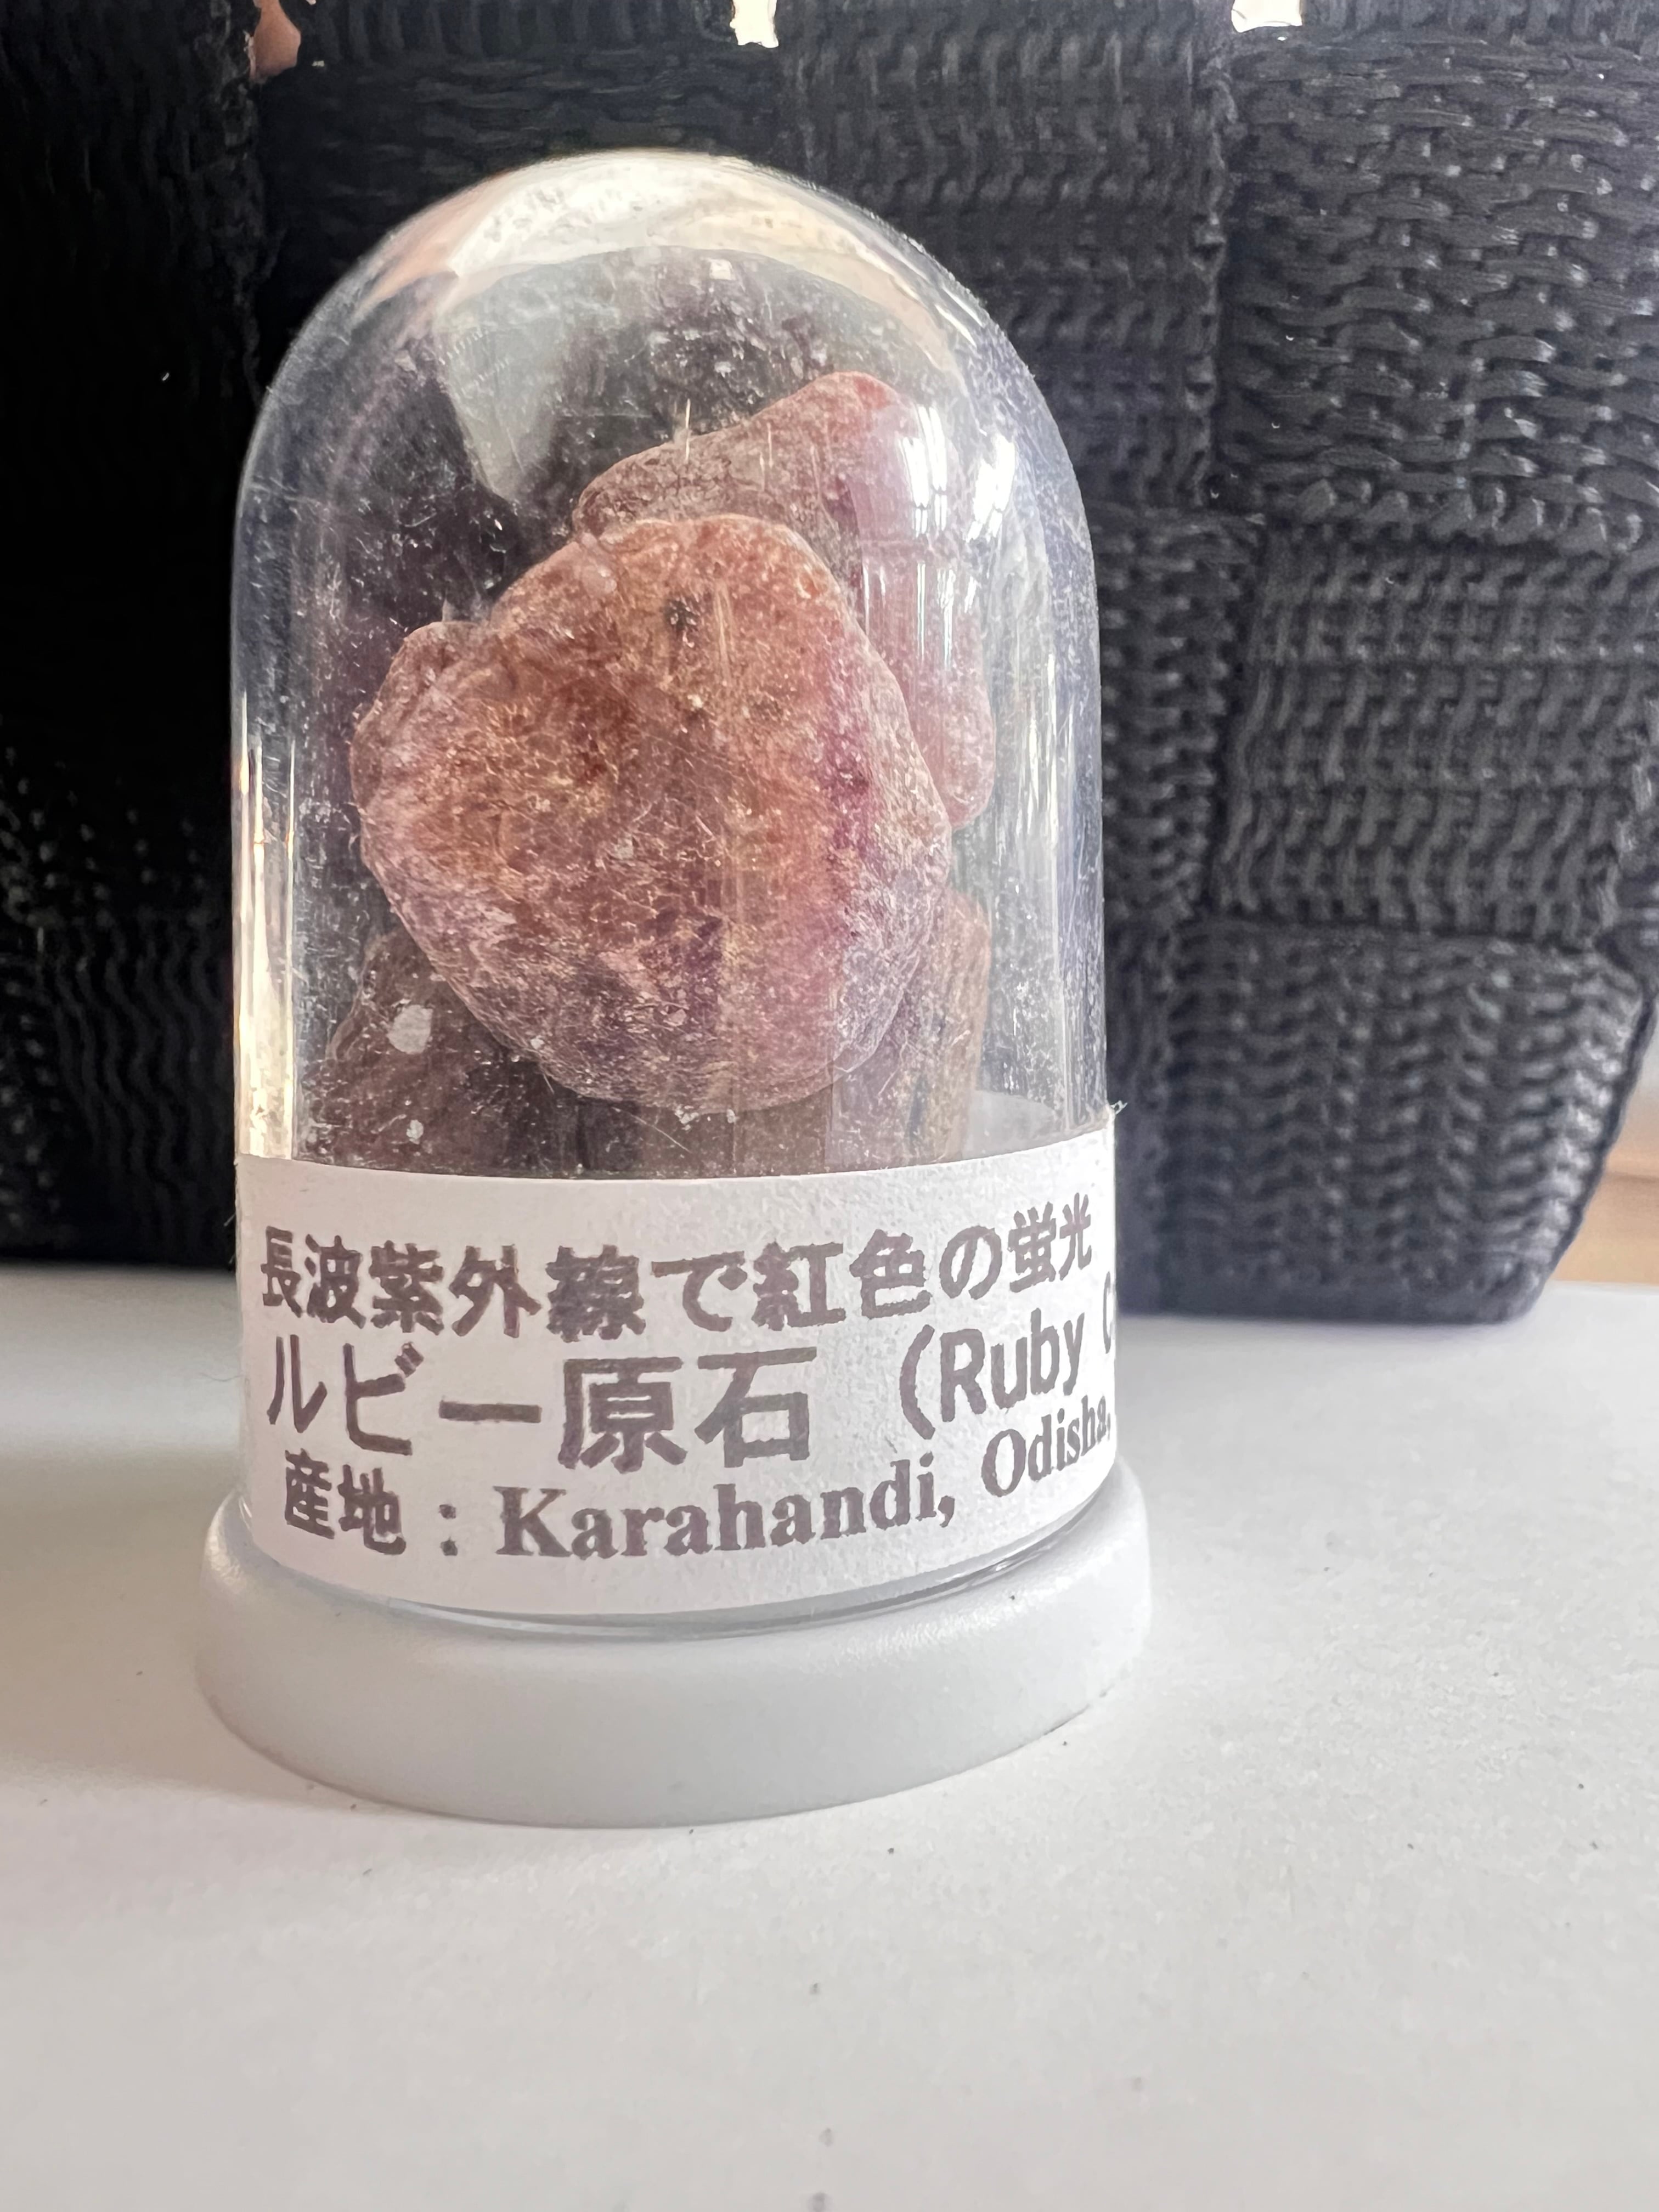 長波紫外線で紅色の蛍光
ルビー原石（Ruby
産地：Karahandi, Odisha,